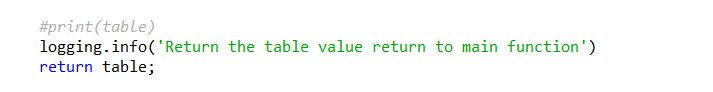 #print(table)
logging.info('Return the table value return to main function')
return table;